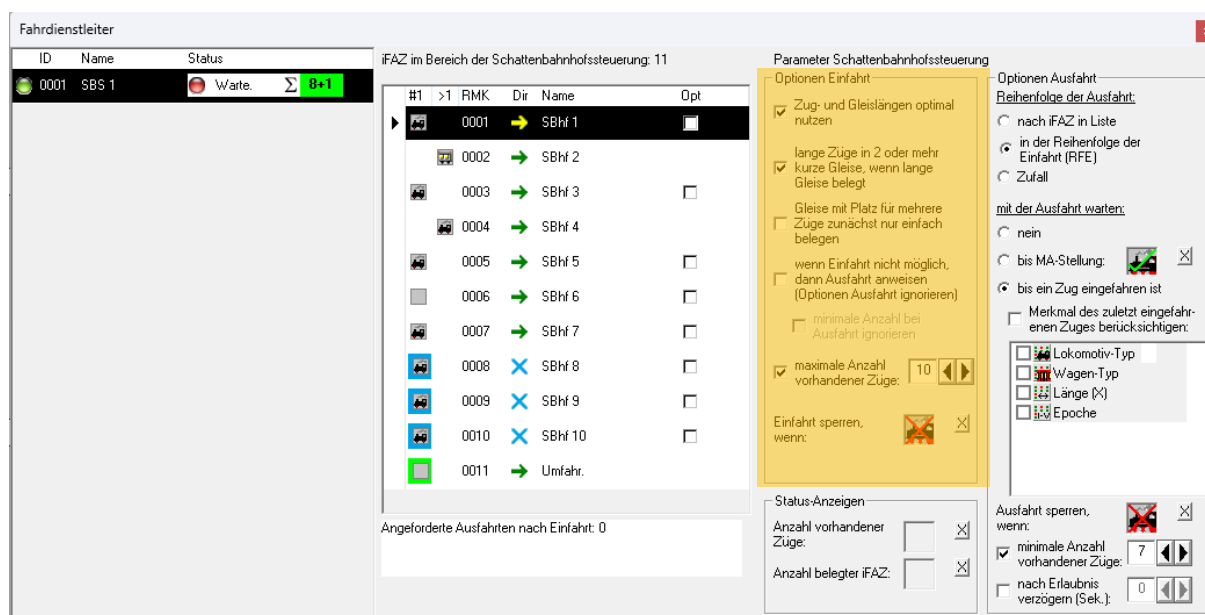 Fahrdienstleiter
ID Name Status
0001 SBS 1 Warte. Σ 8+1
iFAZ im Bereich der Schattenbahnhofssteuerung: 11
#1 >1 RMK Dir Name Opt
0001 SBhf 1
0002 SBhf 2
0003 SBhf 3
0004 SBhf 4
0005 SBhf 5
0006 SBhf 6
0007 SBhf 7
0008 SBhf 8
0009 SBhf 9
0010 SBhf 10
0011 Umfahr.
Angeforderte Ausfahrten nach Einfahrt: 0
Parameter Schattenbahnhofssteuerung
Optionen Einfahrt
Zug- und Gleislängen optimal
nutzen
lange Züge in 2 oder mehr
kurze Gleise, wenn lange
Gleise belegt
Gleise mit Platz für mehrere
Züge zunächst nur einfach
belegen
wenn Einfahrt nicht möglich,
dann Ausfahrt anweisen
(Optionen Ausfahrt ignorieren)
minimale Anzahl bei
Ausfahrt ignorieren
maximale Anzahl
vorhandener Züge: 10
Einfahrt sperren,
wenn: X
Status-Anzeigen
Anzahl vorhandener
Züge: X
Anzahl belegter iFAZ: X
Optionen Ausfahrt
Reihenfolge der Ausfahrt:
nach iFAZ in Liste
in der Reihenfolge der
Einfahrt (RFE)
Zufall
mit der Ausfahrt warten:
nein
bis MA-Stellung: X
bis ein Zug eingefahren ist
Merkmal des zuletzt eingefahr-
enen Zuges berücksichtigen:
Lokomotiv-Typ
Wagen-Typ
Länge (X)
I-V Epoche
Ausfahrt sperren,
wenn: X
minimale Anzahl
vorhandener Züge: 7
nach Erlaubnis
verzögern (Sek.): 0